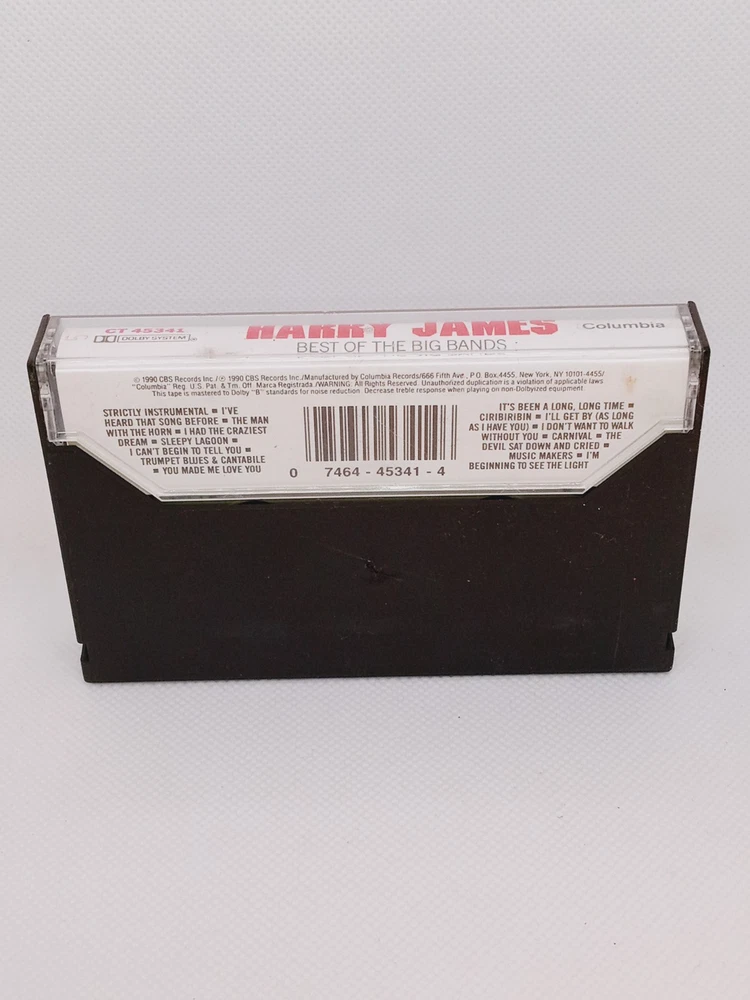 CT 45341
HARRY JAMES
Columbia
DOLBY SYSTEM
BEST OF THE BIG BANDS
© 1990 CBS Records Inc./℗ 1990 CBS Records Inc./Manufactured by Columbia Records/666 Fifth Ave., P.O. Box.4455. New York, NY 10101-4455/
"Columbia" Reg. U.S. Pat. & Tm. Off. Marca Registrada./WARNING: All Rights Reserved. Unauthorized duplication is a violation of applicable laws
This tape is mastered to Dolby "B" standards for noise reduction. Decrease treble response when playing on non-Dolbyized equipment.
STRICTLY INSTRUMENTAL ■ I'VE
HEARD THAT SONG BEFORE ■ THE MAN
WITH THE HORN ■ I HAD THE CRAZIEST
DREAM ■ SLEEPY LAGOON ■
I CAN'T BEGIN TO TELL YOU ■
TRUMPET BLUES & CANTABILE
■ YOU MADE ME LOVE YOU
0 7464 - 45341 - 4
IT'S BEEN A LONG, LONG TIME ■
CIRIBIRIBIN ■ I'LL GET BY (AS LONG
AS I HAVE YOU) ■ I DON'T WANT TO WALK
WITHOUT YOU ■ CARNIVAL ■ THE
DEVIL SAT DOWN AND CRIED ■
MUSIC MAKERS ■ I'M
BEGINNING TO SEE THE LIGHT